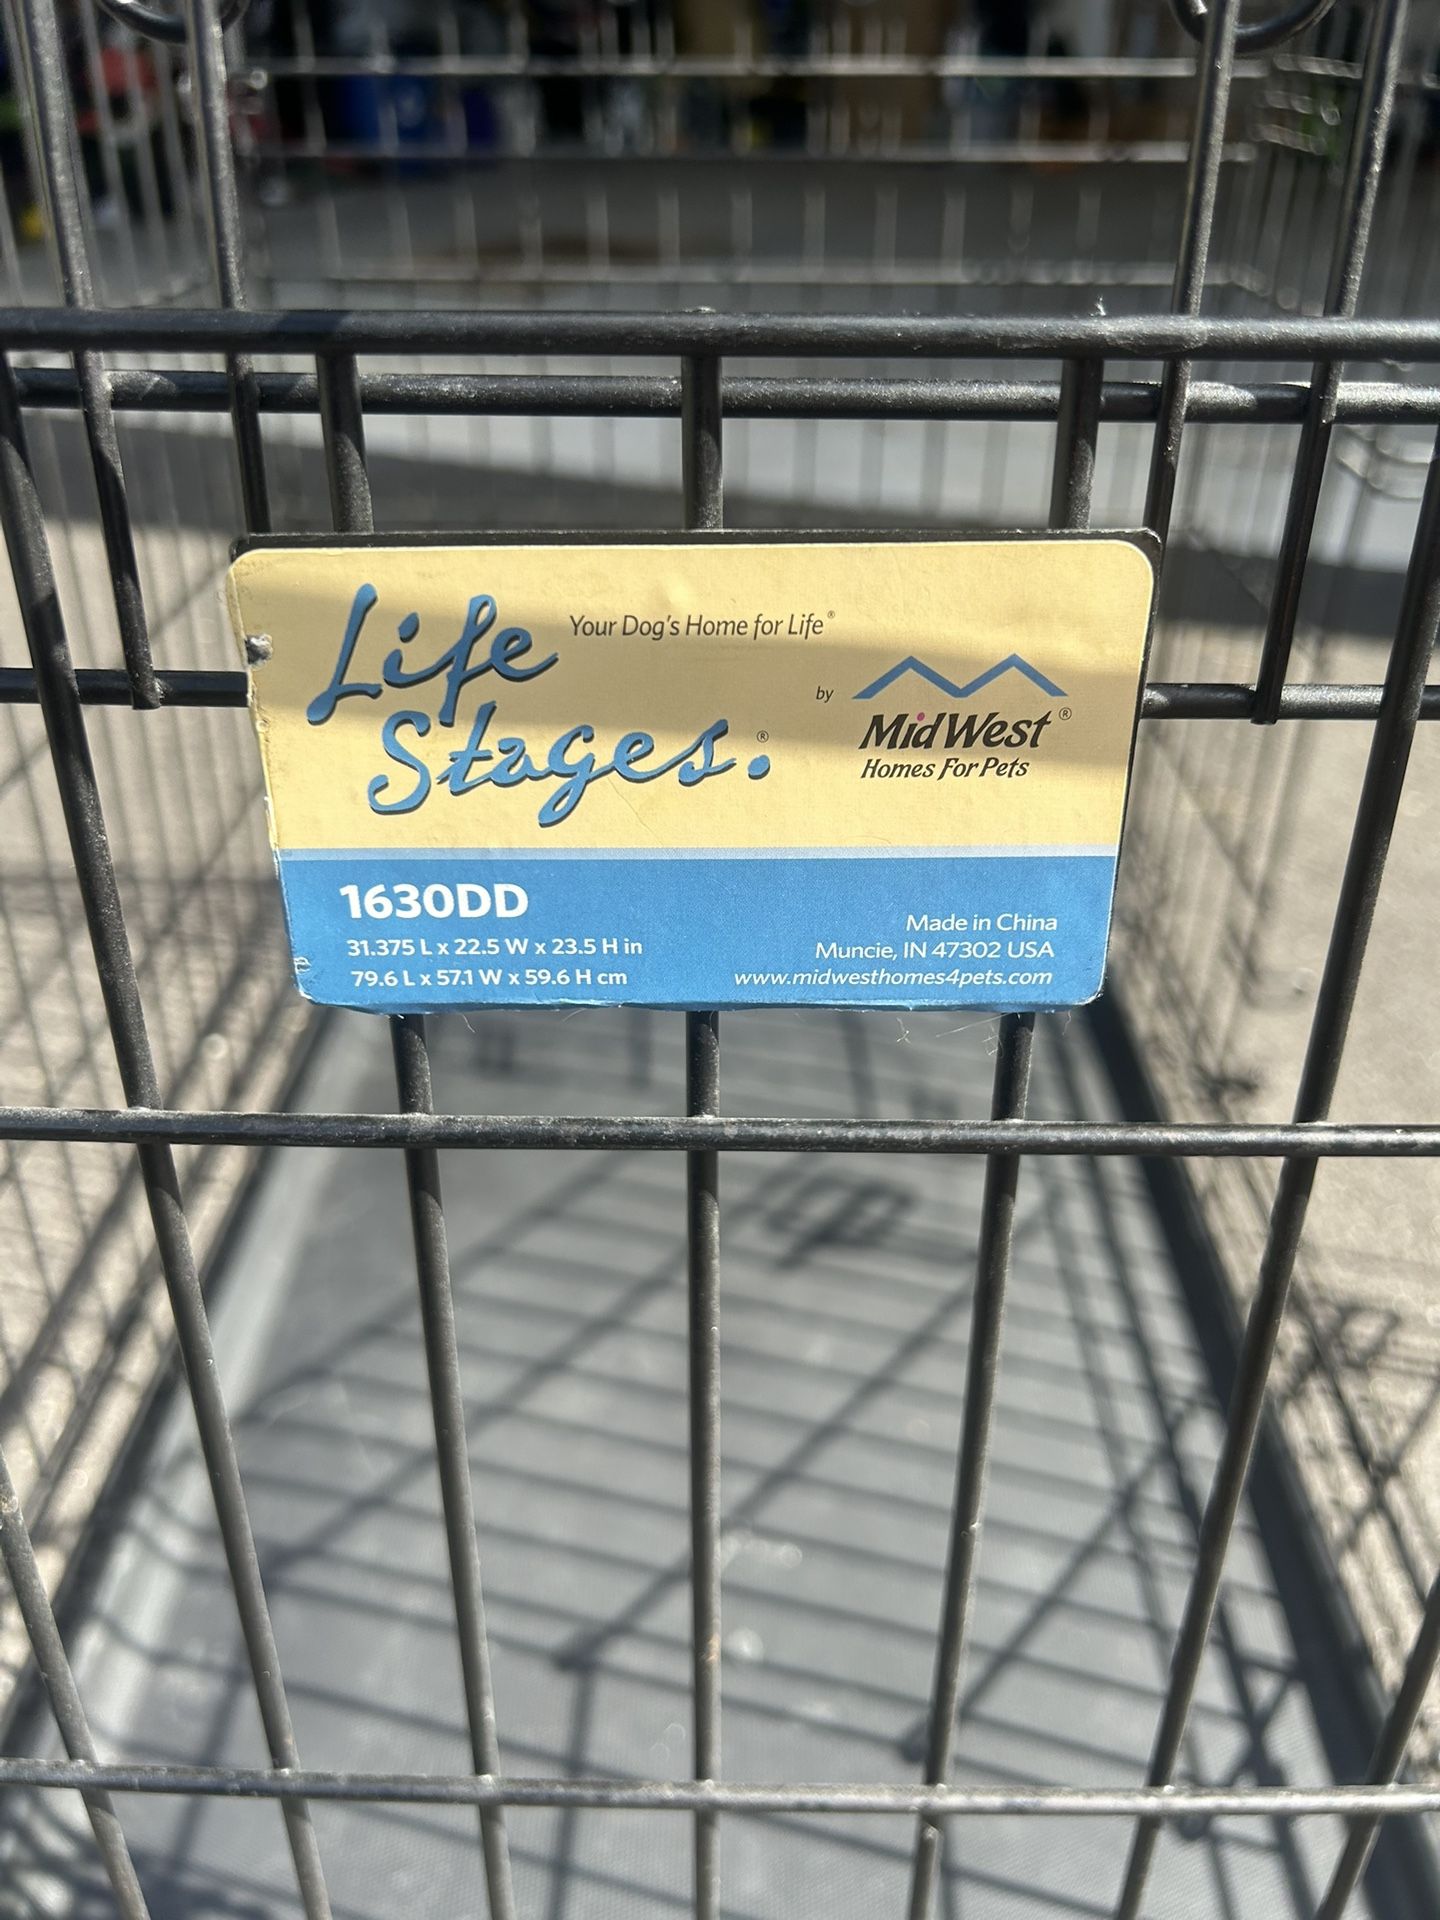 Life
Stages.®
Your Dog's Home for Life®
by
MidWest®
Homes For Pets
1630DD
31.375 L x 22.5 W x 23.5 H in
79.6 L x 57.1 W x 59.6 H cm
Made in China
Muncie, IN 47302 USA
www.midwesthomes4pets.com